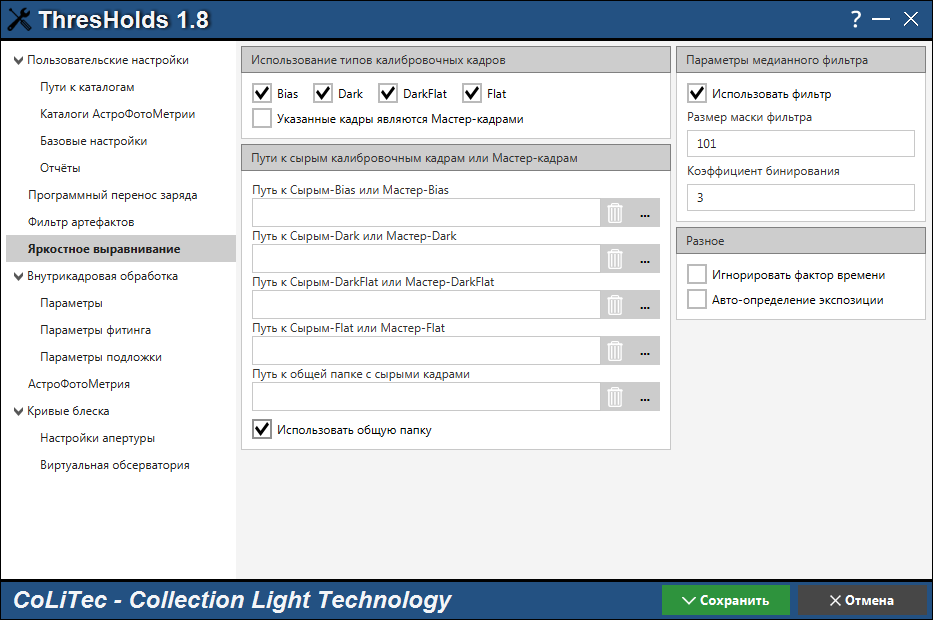 ThresHolds 1.8
?
Пользовательские настройки
Пути к каталогам
Каталоги АстроФотоМетрии
Базовые настройки
Отчёты
Программный перенос заряда
Фильтр артефактов
Яркостное выравнивание
Внутрикадровая обработка
Параметры
Параметры фитинга
Параметры подложки
АстроФотоМетрия
Кривые блеска
Настройки апертуры
Виртуальная обсерватория
Использование типов калибровочных кадров
Bias Dark DarkFlat Flat
Указанные кадры являются Мастер-кадрами
Пути к сырым калибровочным кадрам или Мастер-кадрам
Путь к Сырым-Bias или Мастер-Bias
...
Путь к Сырым-Dark или Мастер-Dark
...
Путь к Сырым-DarkFlat или Мастер-DarkFlat
...
Путь к Сырым-Flat или Мастер-Flat
...
Путь к общей папке с сырыми кадрами
...
Использовать общую папку
Параметры медианного фильтра
Использовать фильтр
Размер маски фильтра
101
Коэффициент бинирования
3
Разное
Игнорировать фактор времени
Авто-определение экспозиции
CoLiTec - Collection Light Technology
Сохранить
Отмена